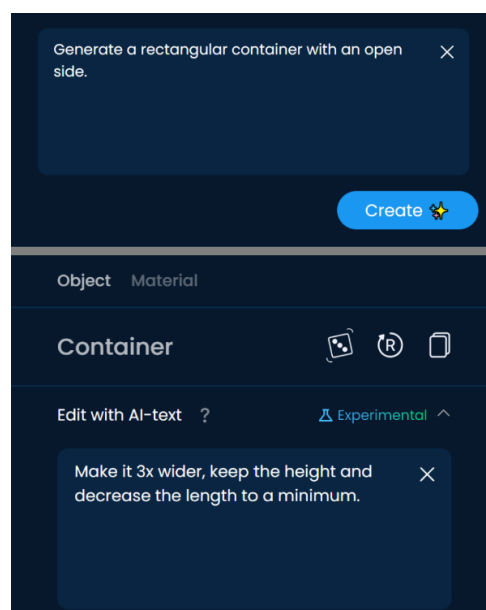 Generate a rectangular container with an open
side.
Create
Object Material
Container
R
Edit with AI-text ? Experimental
Make it 3x wider, keep the height and
decrease the length to a minimum.